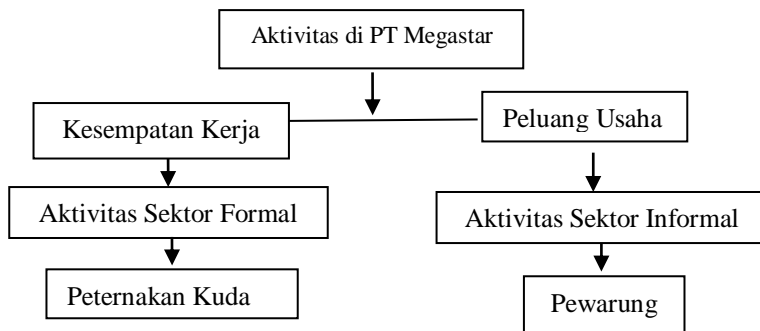 Aktivitas di PT Megastar
Kesempatan Kerja
Peluang Usaha
Aktivitas Sektor Formal
Aktivitas Sektor Informal
Peternakan Kuda
Pewarung